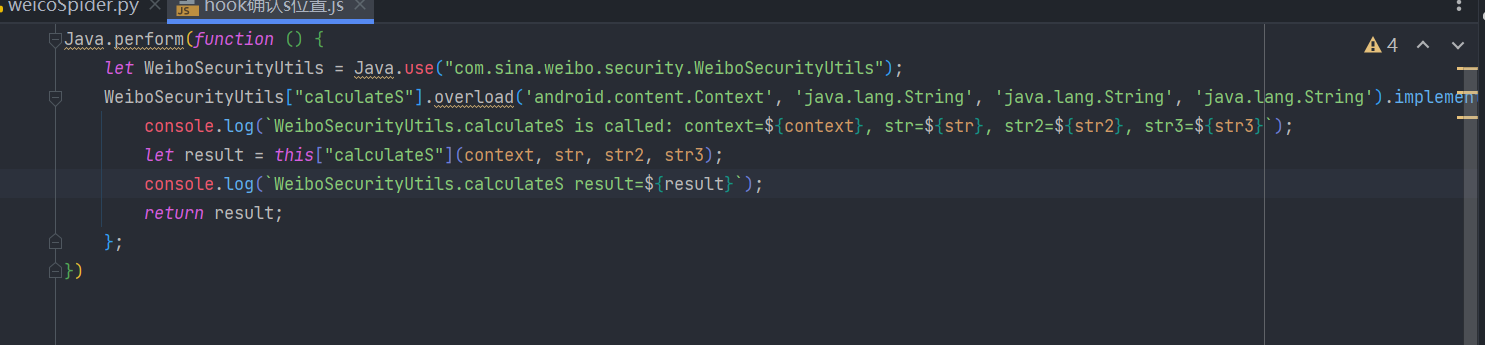 weicoSpider.py × JS hook确认s位置.js ×
Java.perform(function () {
4
let WeiboSecurityUtils = Java.use("com.sina.weibo.security.WeiboSecurityUtils");
WeiboSecurityUtils["calculateS"].overload('android.content.Context', 'java.lang.String', 'java.lang.String', 'java.lang.String').implemen
console.log(`WeiboSecurityUtils.calculateS is called: context=${context}, str=${str}, str2=${str2}, str3=${str3}`);
let result = this["calculateS"](context, str, str2, str3);
console.log(`WeiboSecurityUtils.calculateS result=${result}`);
return result;
};
})